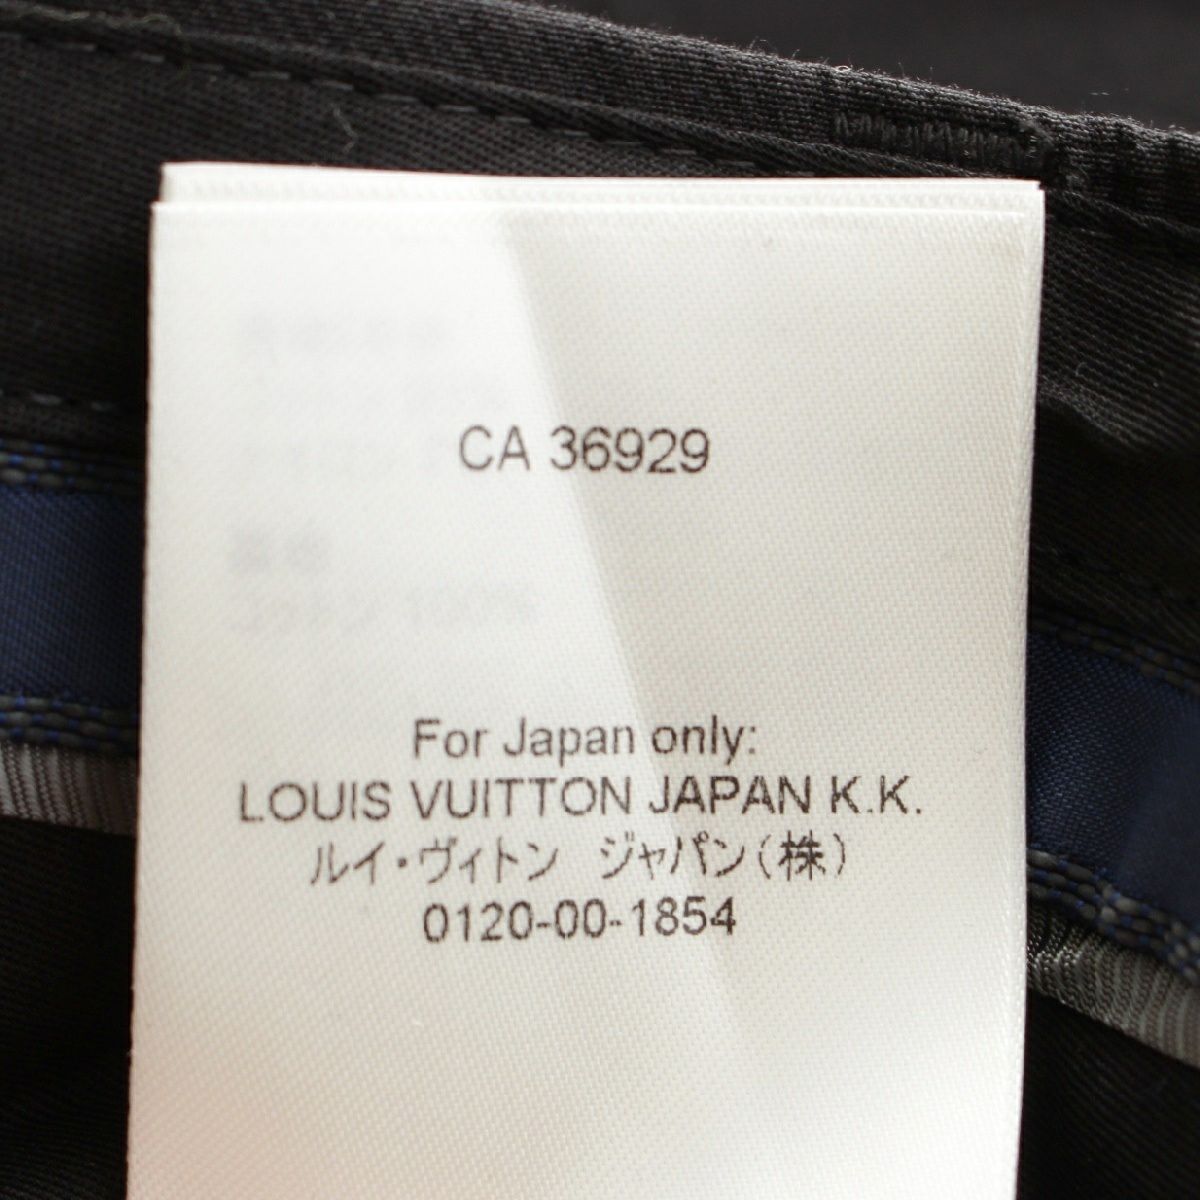 CA 36929
For Japan only:
LOUIS VUITTON JAPAN K.K.
ルイ・ヴィトン ジャパン(株)
0120-00-1854